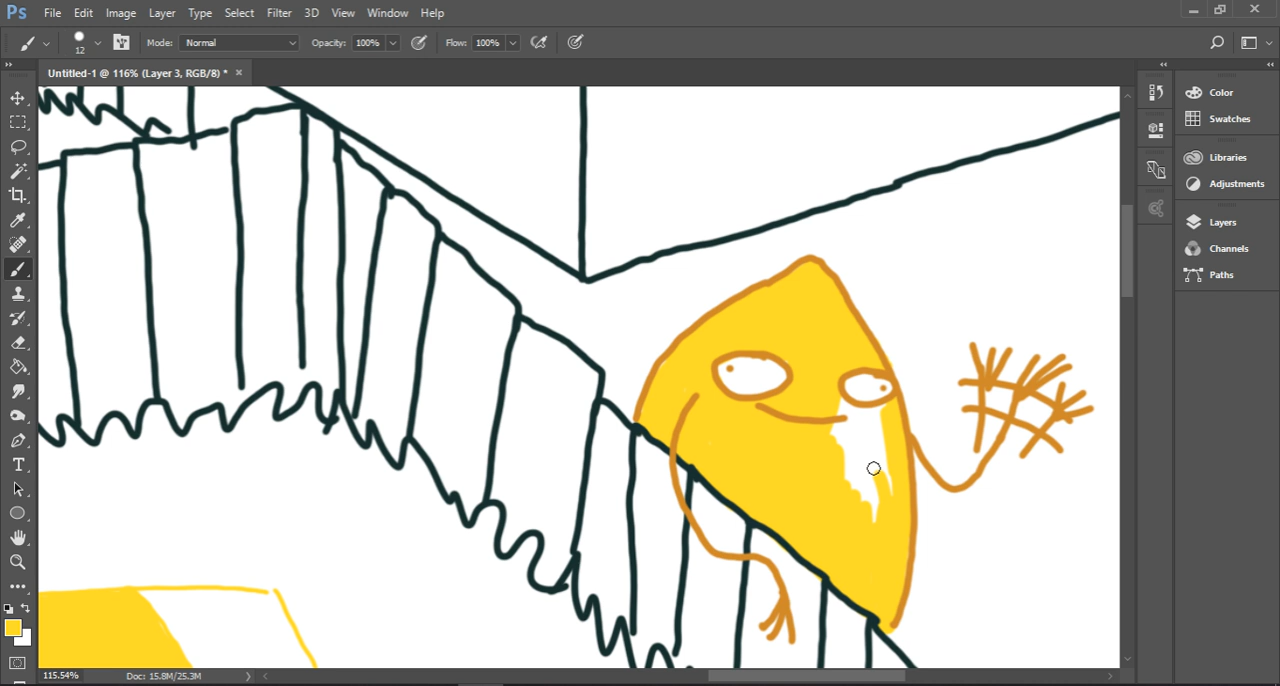 Ps File Edit Image Layer Type Select Filter 3D View Window Help
12 Mode: Normal Opacity: 100% Flow: 100%
Untitled-1 @ 116% (Layer 3, RGB/8) * ×
Color
Swatches
Libraries
Adjustments
Layers
Channels
Paths
T
115.54% Doc: 15.8M/25.3M